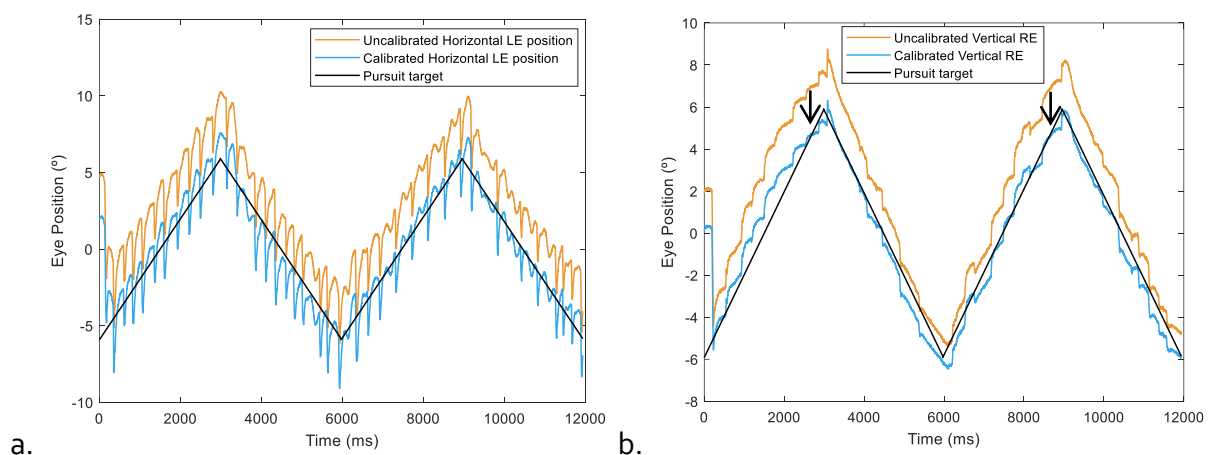 15
10
5
0
-5
-10
Eye Position (º)
Uncalibrated Horizontal LE position
Calibrated Horizontal LE position
Pursuit target
0 2000 4000 6000 8000 10000 12000
Time (ms)
a.
10
8
6
4
2
0
-2
-4
-6
-8
Eye Position (º)
Uncalibrated Vertical RE
Calibrated Vertical RE
Pursuit target
0 2000 4000 6000 8000 10000 12000
Time (ms)
b.